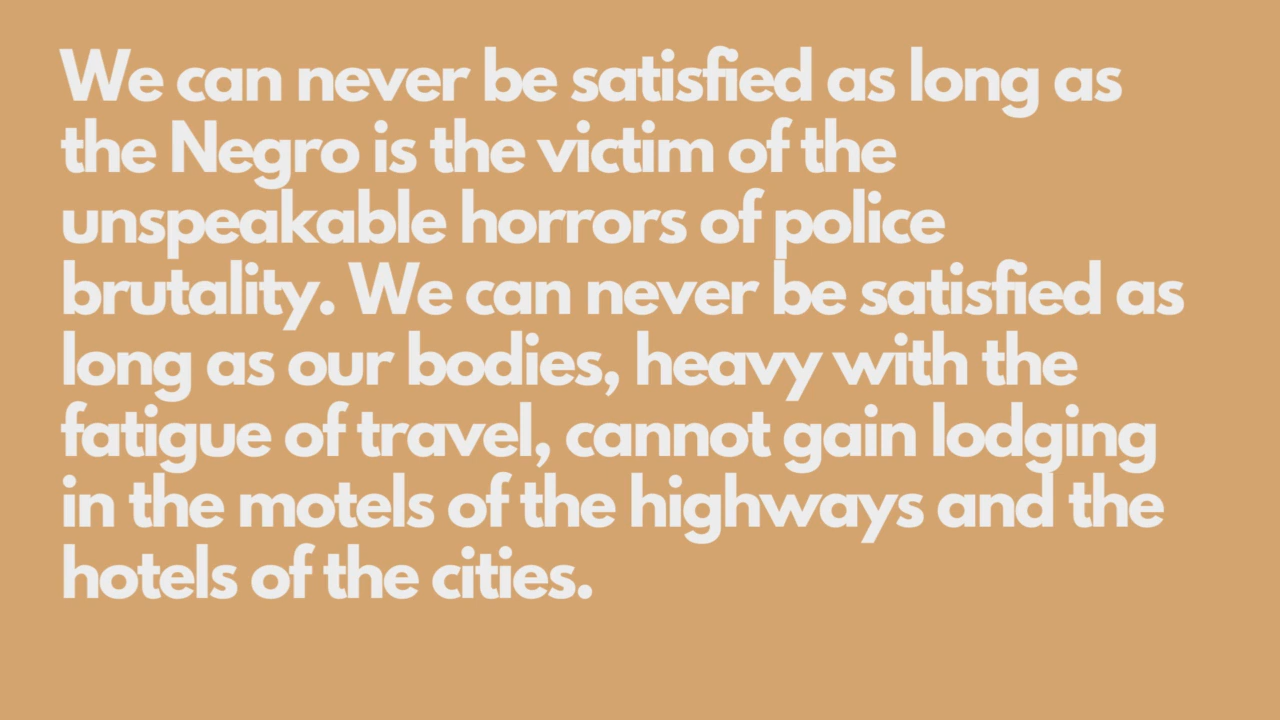 We can never be satisfied as long as
the Negro is the victim of the
unspeakable horrors of police
brutality. We can never be satisfied as
long as our bodies, heavy with the
fatigue of travel, cannot gain lodging
in the motels of the highways and the
hotels of the cities.